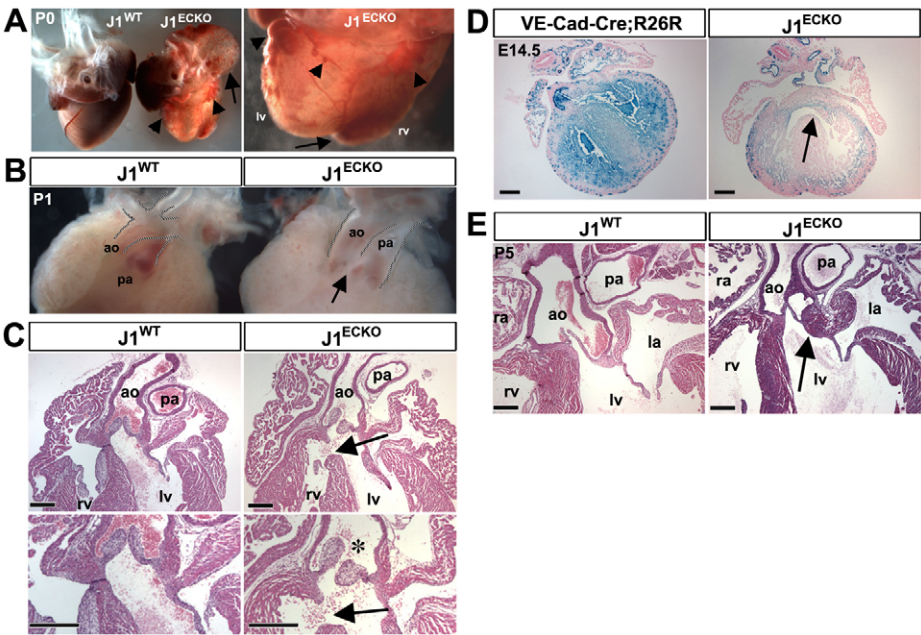 A
P0
J1WT
J1ECKO
J1ECKO
lv
rv
B
J1WT
J1ECKO
P1
ao
pa
ao
pa
C
J1WT
J1ECKO
ao
pa
rv
lv
ao
pa
rv
lv
*
D
VE-Cad-Cre;R26R
J1ECKO
E14.5
E
J1WT
J1ECKO
P5
ra
ao
pa
la
rv
lv
ra
ao
pa
la
rv
lv